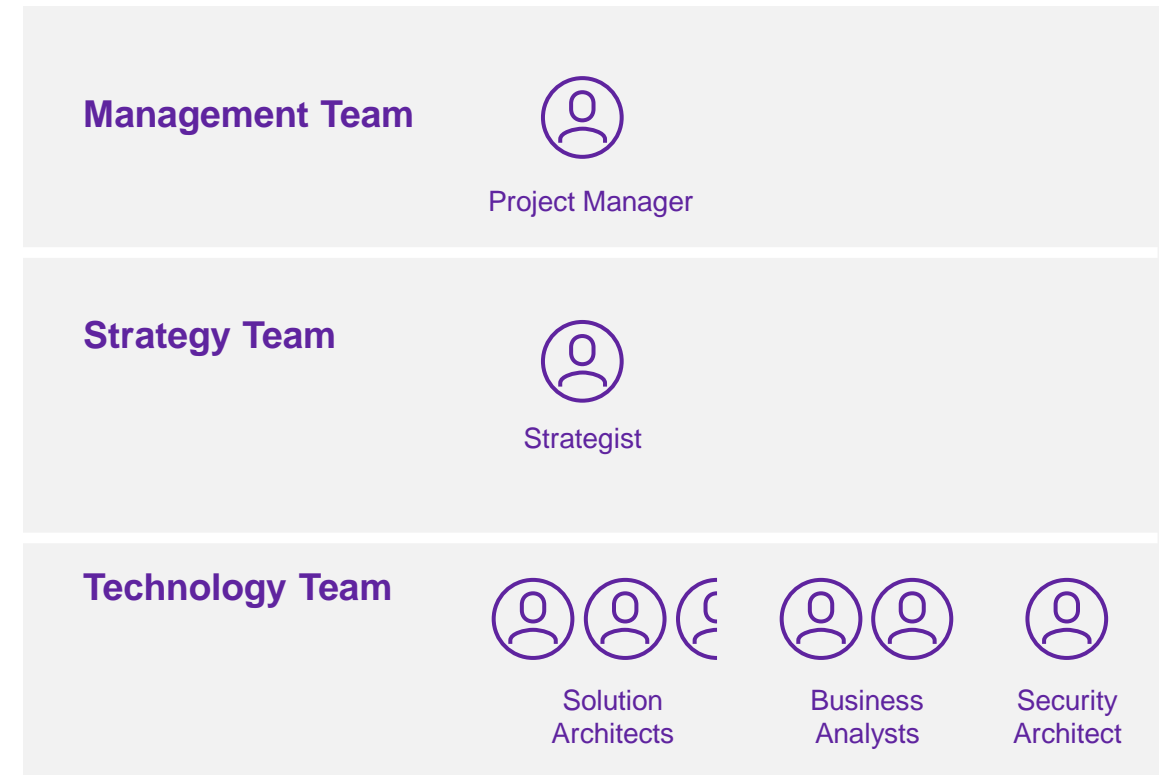 Management Team
Project Manager
Strategy Team
Strategist
Technology Team
Solution
Architects
Business
Analysts
Security
Architect